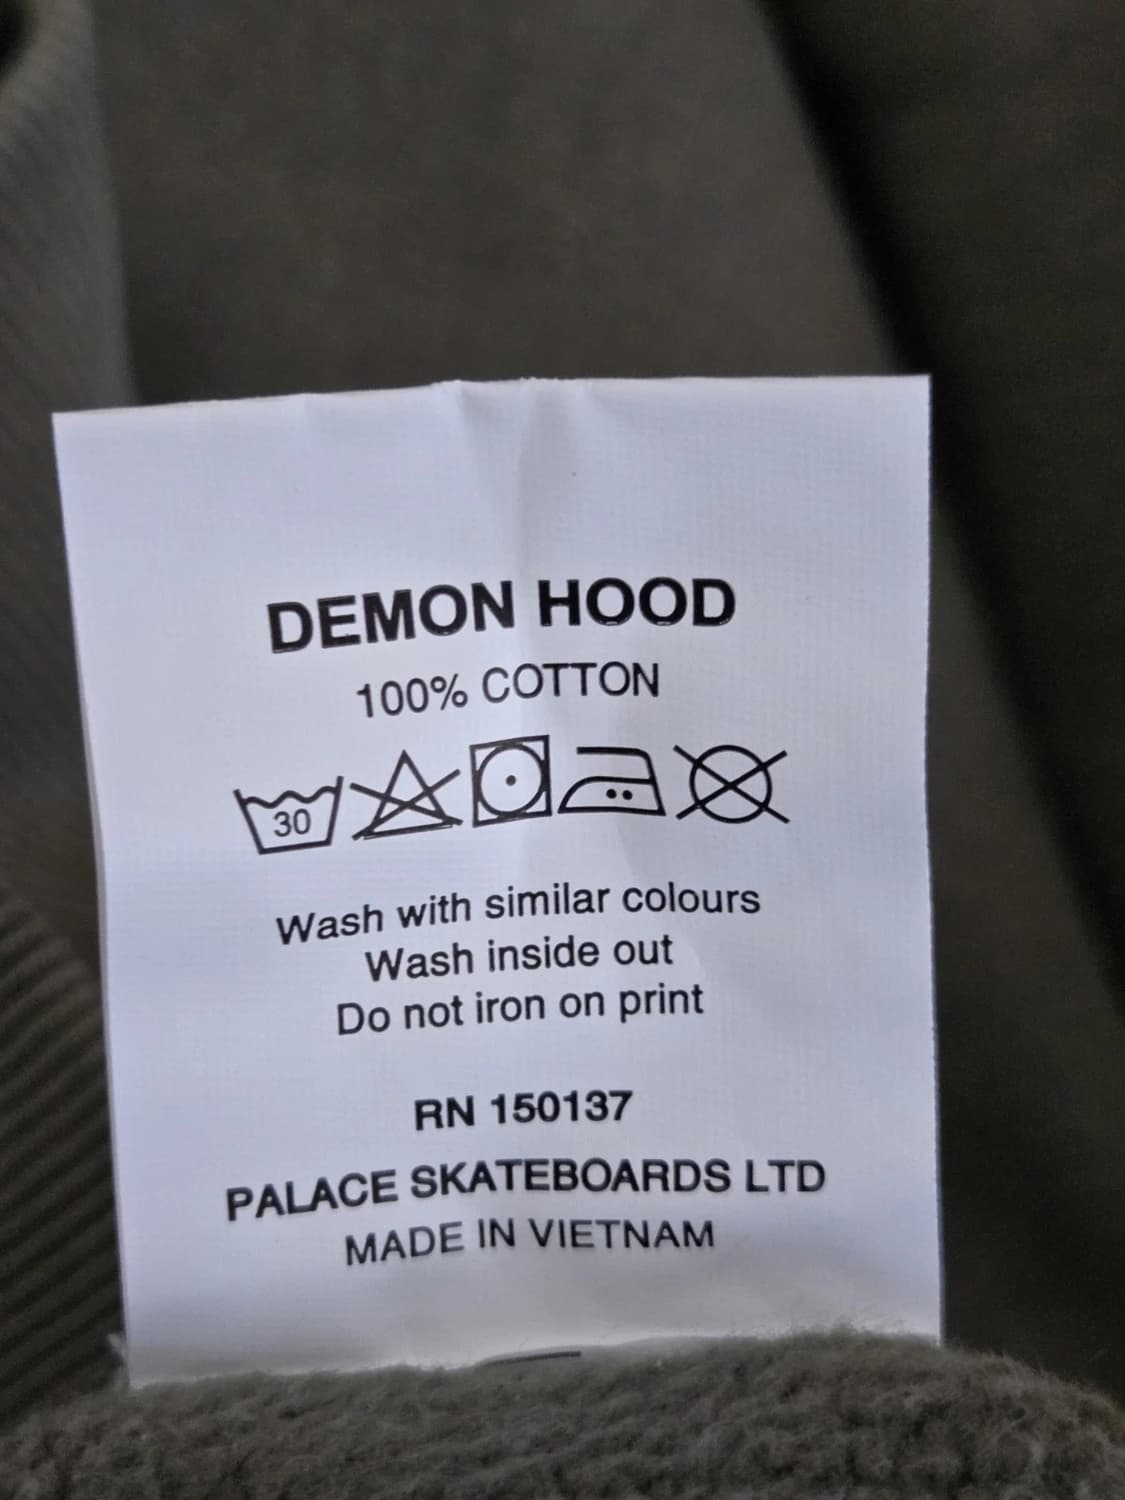 DEMON HOOD
100% COTTON
30
Wash with similar colours
Wash inside out
Do not iron on print
RN 150137
PALACE SKATEBOARDS LTD
MADE IN VIETNAM